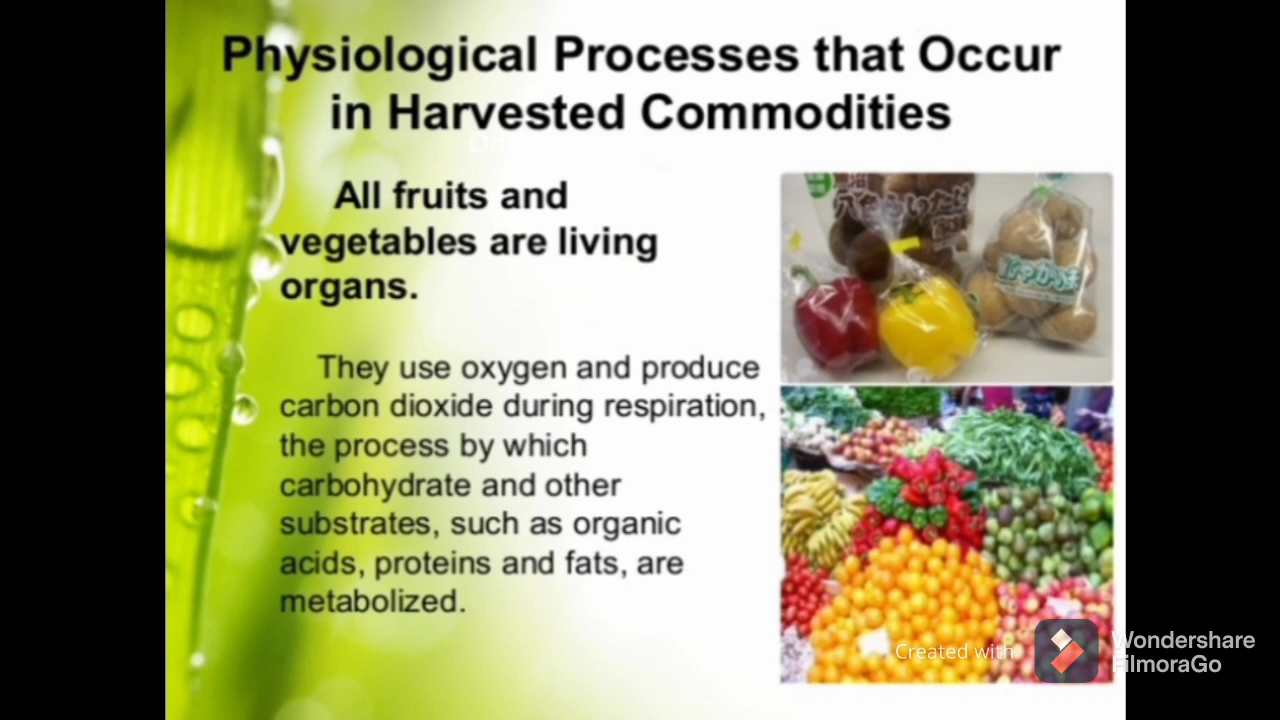 Physiological Processes that Occur
in Harvested Commodities
All fruits and
vegetables are living
organs.
They use oxygen and produce
carbon dioxide during respiration,
the process by which
carbohydrate and other
substrates, such as organic
acids, proteins and fats, are
metabolized.
Created with
Wondershare
FilmoraGo